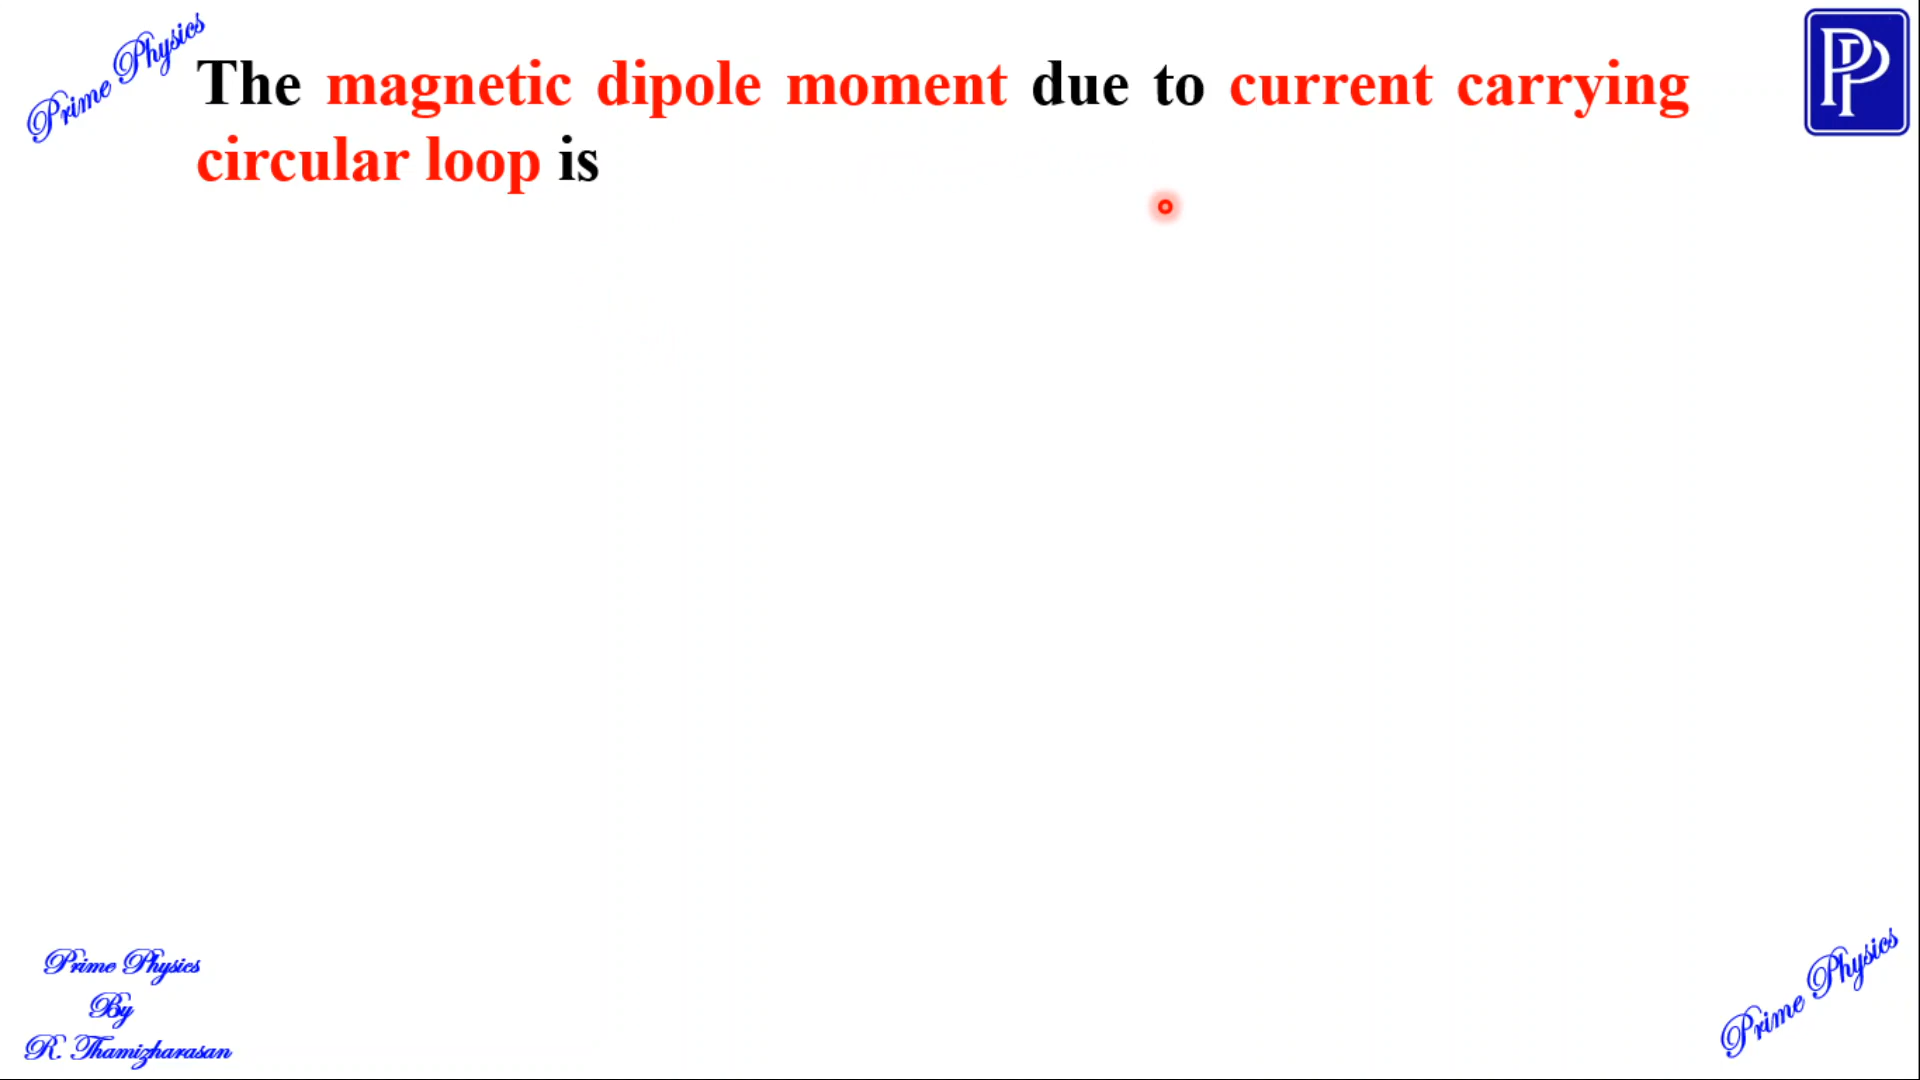 Prime Physics
The magnetic dipole moment due to current carrying
circular loop is
PP
Prime Physics
By
R. Thamizharasan
Prime Physics